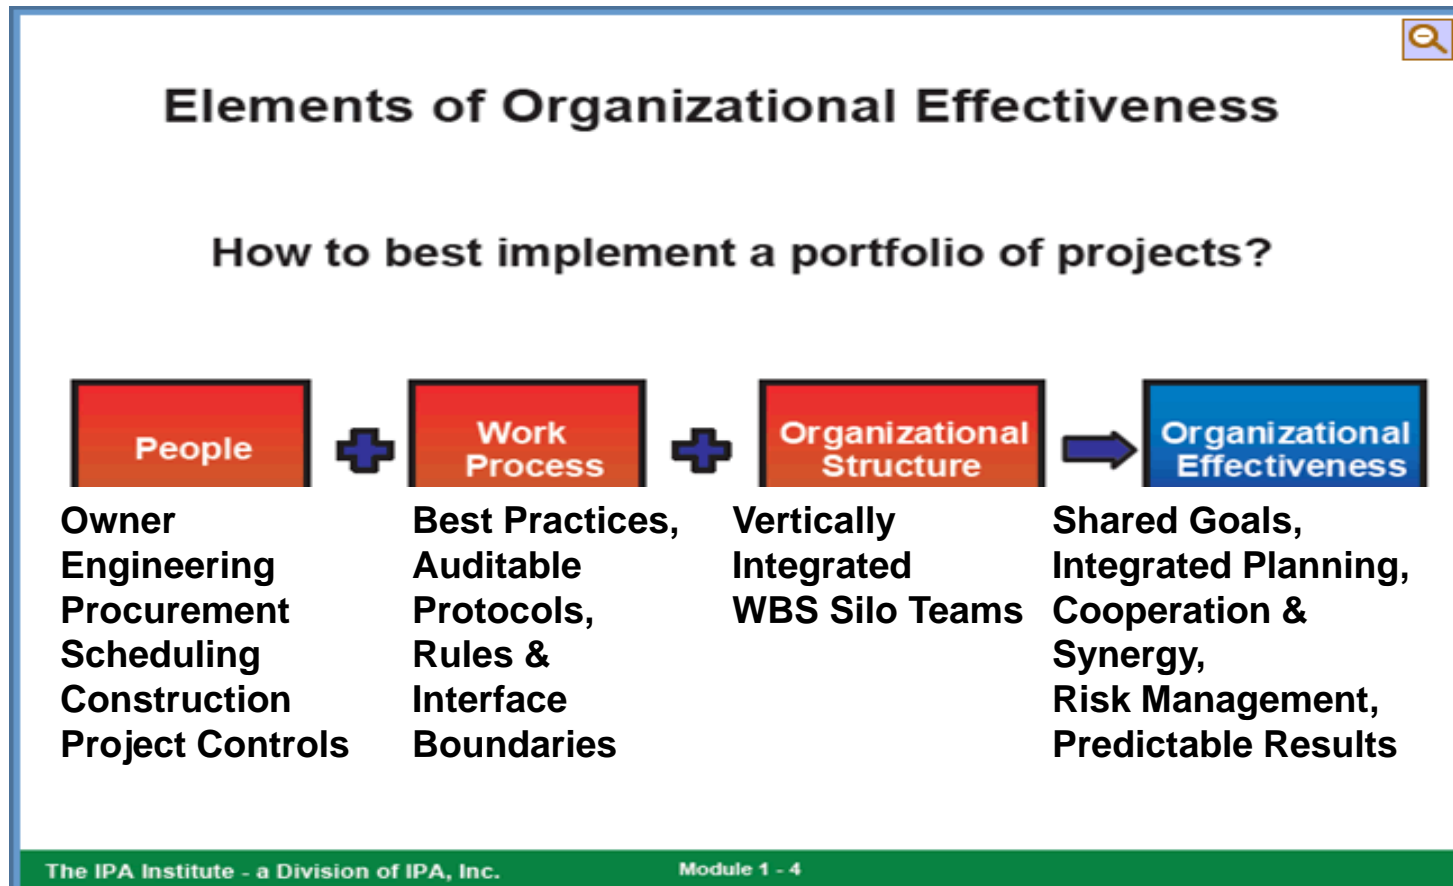 Elements of Organizational Effectiveness
How to best implement a portfolio of projects?
People
Work
Process
Organizational
Structure
Organizational
Effectiveness
Owner
Engineering
Procurement
Scheduling
Construction
Project Controls
Best Practices,
Auditable
Protocols,
Rules &
Interface
Boundaries
Vertically
Integrated
WBS Silo Teams
Shared Goals,
Integrated Planning,
Cooperation &
Synergy,
Risk Management,
Predictable Results
The IPA Institute - a Division of IPA, Inc.
Module 1 - 4